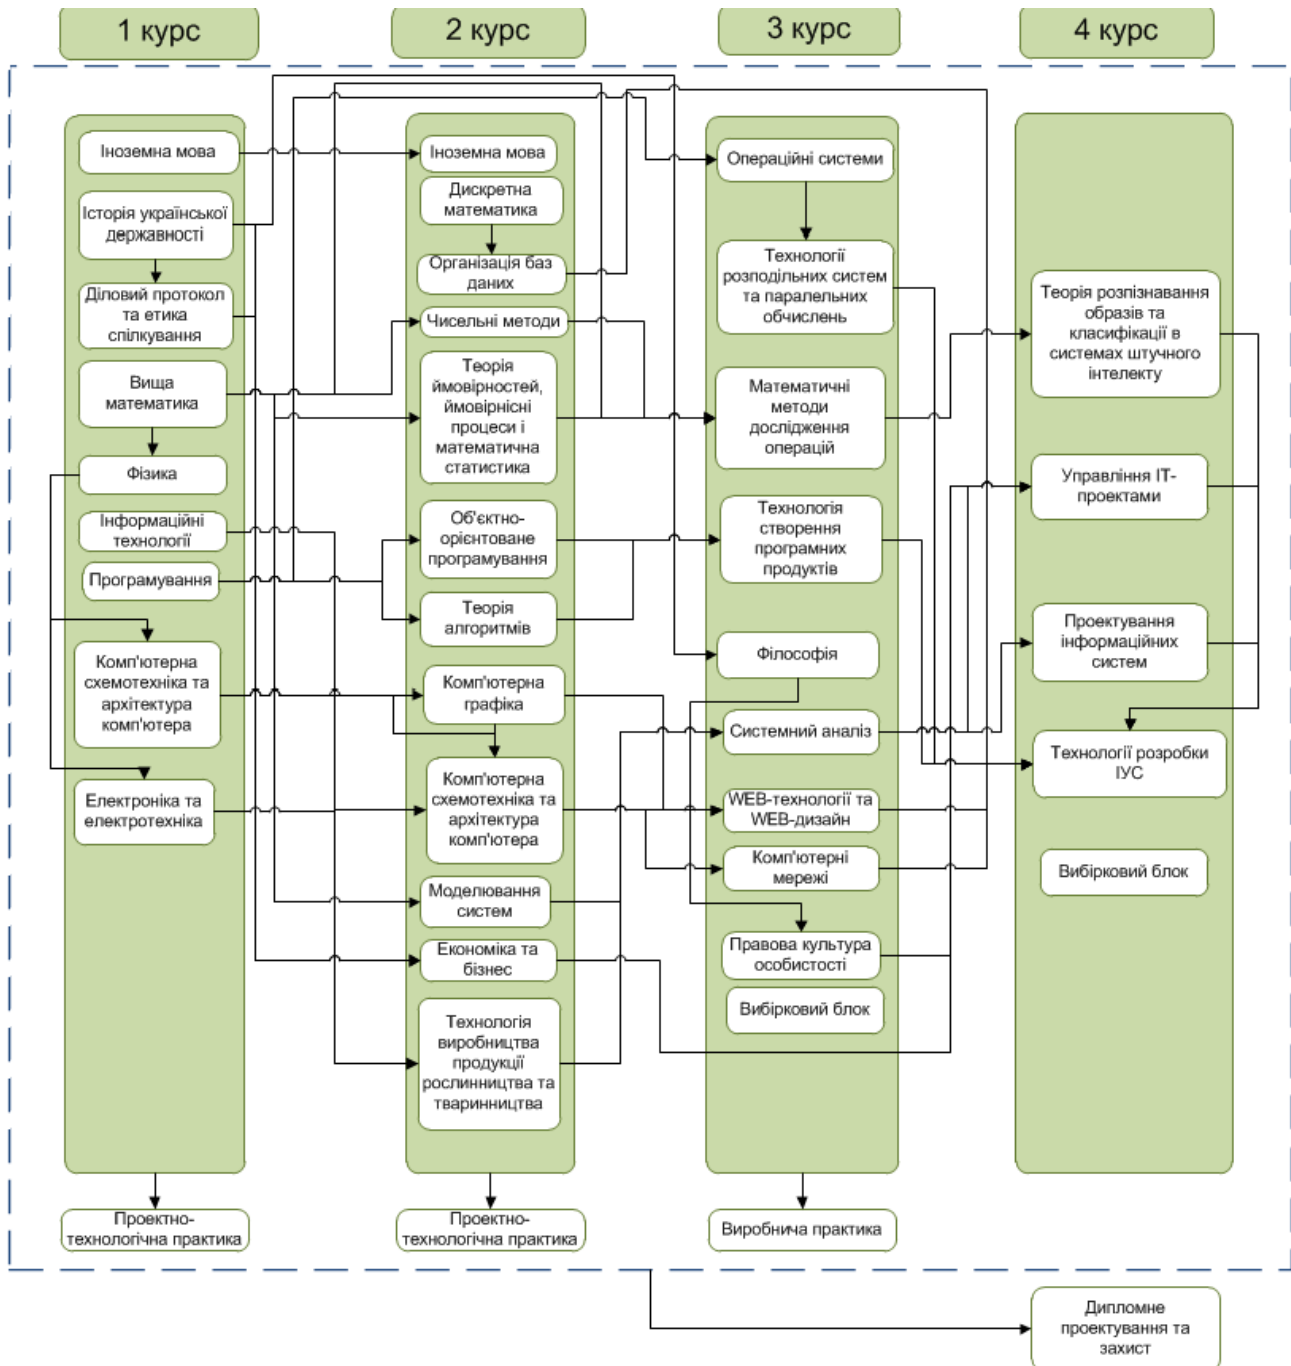 1 курс
2 курс
3 курс
4 курс
Іноземна мова
Історія української
державності
Діловий протокол
та етика
спілкування
Вища
математика
Фізика
Інформаційні
технології
Програмування
Комп'ютерна
схемотехніка та
архітектура
комп'ютера
Електроніка та
електротехніка
Проектно-
технологічна практика
Іноземна мова
Дискретна
математика
Організація баз
даних
Чисельні методи
Теорія
ймовірностей,
ймовірнісні
процеси і
математична
статистика
Об'єктно-
орієнтоване
програмування
Теорія
алгоритмів
Комп'ютерна
графіка
Комп'ютерна
схемотехніка та
архітектура
комп'ютера
Моделювання
систем
Економіка та
бізнес
Технологія
виробництва
продукції
рослинництва та
тваринництва
Проектно-
технологічна практика
Операційні системи
Технології
розподільних систем
та паралельних
обчислень
Математичні
методи
дослідження
операцій
Технологія
створення
програмних
продуктів
Філософія
Системний аналіз
WEB-технології та
WEB-дизайн
Комп'ютерні
мережі
Правова культура
особистості
Вибірковий блок
Виробнича практика
Теорія розпізнавання
образів та
класифікації в
системах штучного
інтелекту
Управління IT-
проектами
Проектування
інформаційних
систем
Технології розробки
ІУС
Вибірковий блок
Дипломне
проектування та
захист